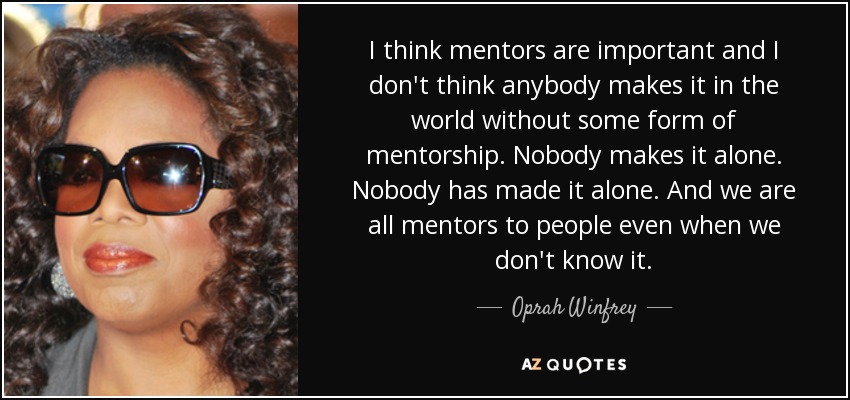 I think mentors are important and I
don't think anybody makes it in the
world without some form of
mentorship. Nobody makes it alone.
Nobody has made it alone. And we are
all mentors to people even when we
don't know it.
Oprah Winfrey
AZ QUOTES